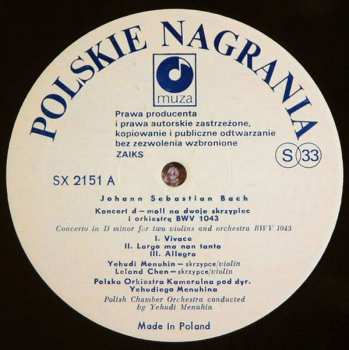 POLSKIE NAGRANIA
muza
Prawa producenta
i prawa autorskie zastrzeżone,
kopiowanie i publiczne odtwarzanie
bez zezwolenia wzbronione
ZAIKS
S 33
SX 2151 A
Johann Sebastian Bach
Koncert d-moll na dwoje skrzypiec
i orkiestrę BWV 1043
Concerto in D minor for two violins and orchestra BWV 1043
I. Vivace
II. Largo ma non tanto
III. Allegro
Yehudi Menuhin – skrzypce/violin
Leland Chen – skrzypce/violin
Polska Orkiestra Kameralna pod dyr.
Yehudiego Menuhina
Polish Chamber Orchestra conducted
by Yehudi Menuhin
Made in Poland